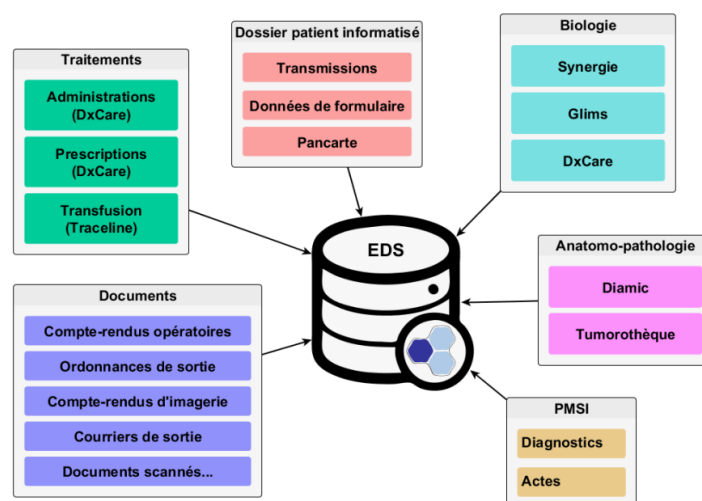 Dossier patient informatisé
Transmissions
Données de formulaire
Pancarte
Biologie
Synergie
Glims
DxCare
Traitements
Administrations
(DxCare)
Prescriptions
(DxCare)
Transfusion
(Traceline)
EDS
Anatomo-pathologie
Diamic
Tumorothèque
Documents
Compte-rendus opératoires
Ordonnances de sortie
Compte-rendus d'imagerie
Courriers de sortie
Documents scannés...
PMSI
Diagnostics
Actes